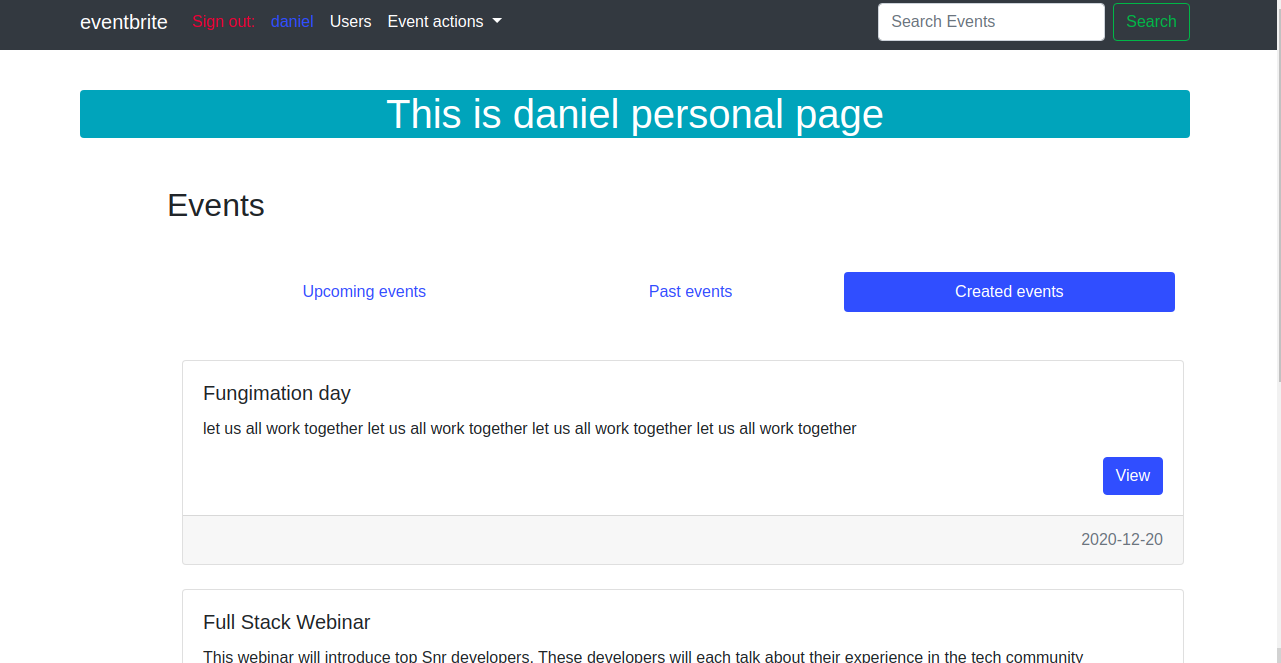 eventbrite Sign out: daniel Users Event actions Search Events Search
This is daniel personal page
Events
Upcoming events Past events Created events
Fungimation day
let us all work together let us all work together let us all work together let us all work together
View
2020-12-20
Full Stack Webinar
This webinar will introduce top Snr developers. These developers will each talk about their experience in the tech community